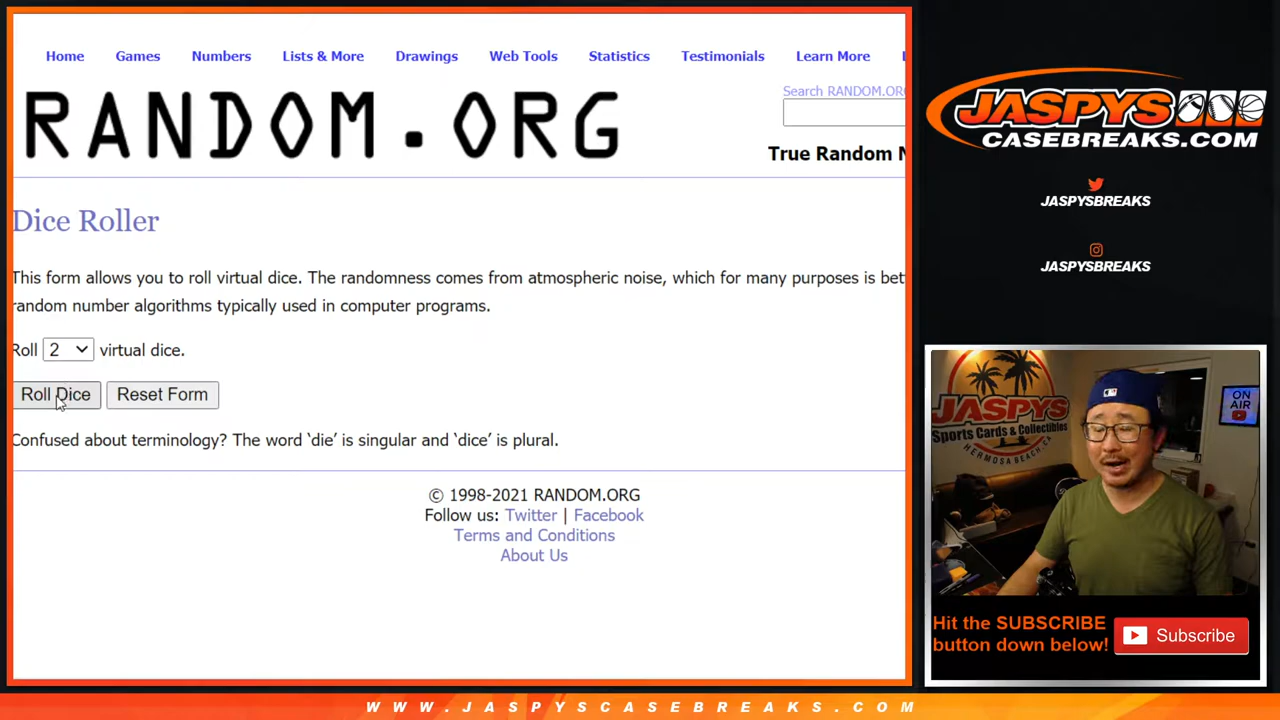 Home Games Numbers Lists & More Drawings Web Tools Statistics Testimonials Learn More
RANDOM.ORG
Search RANDOM.ORG
True Random N
Dice Roller
This form allows you to roll virtual dice. The randomness comes from atmospheric noise, which for many purposes is bet
random number algorithms typically used in computer programs.
Roll 2 virtual dice.
Roll Dice Reset Form
Confused about terminology? The word ‘die’ is singular and ‘dice’ is plural.
© 1998-2021 RANDOM.ORG
Follow us: Twitter | Facebook
Terms and Conditions
About Us
JASPYS
CASEBREAKS.COM
JASPYSBREAKS
JASPYSBREAKS
JASPYS
Sports Cards & Collectibles
HERMOSA BEACH, CA
ON
AIR
Hit the SUBSCRIBE
button down below!
Subscribe
WWW.JASPYSCASEBREAKS.COM